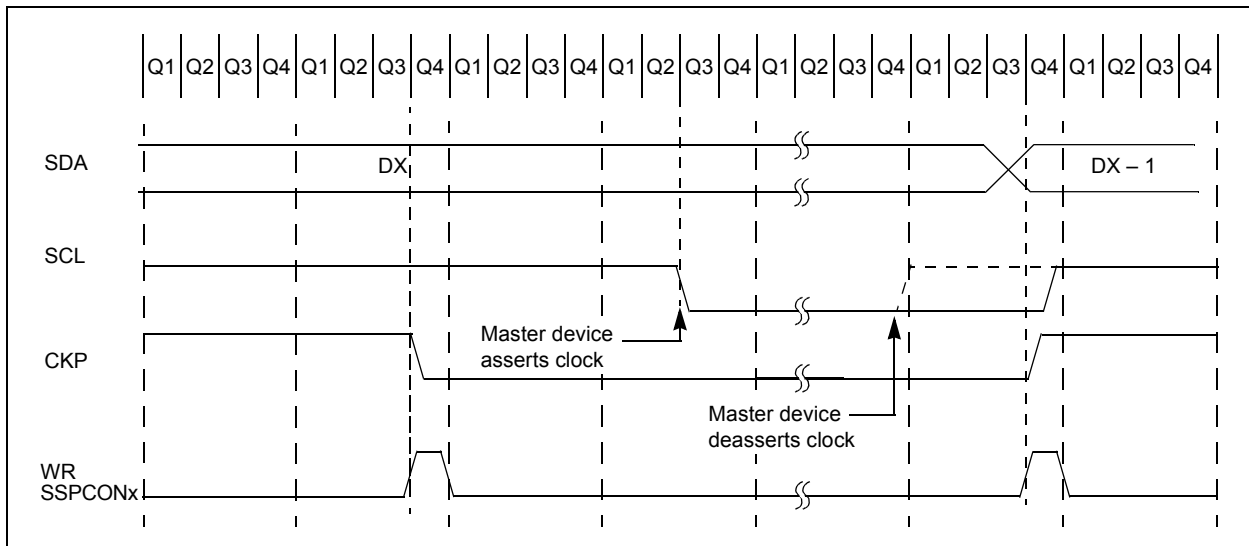 Q1 Q2 Q3 Q4 Q1 Q2 Q3 Q4 Q1 Q2 Q3 Q4 Q1 Q2 Q3 Q4 Q1 Q2 Q3 Q4 Q1 Q2 Q3 Q4 Q1 Q2 Q3 Q4
SDA
DX
DX – 1
SCL
Master device
asserts clock
CKP
Master device
deasserts clock
WR
SSPCONx